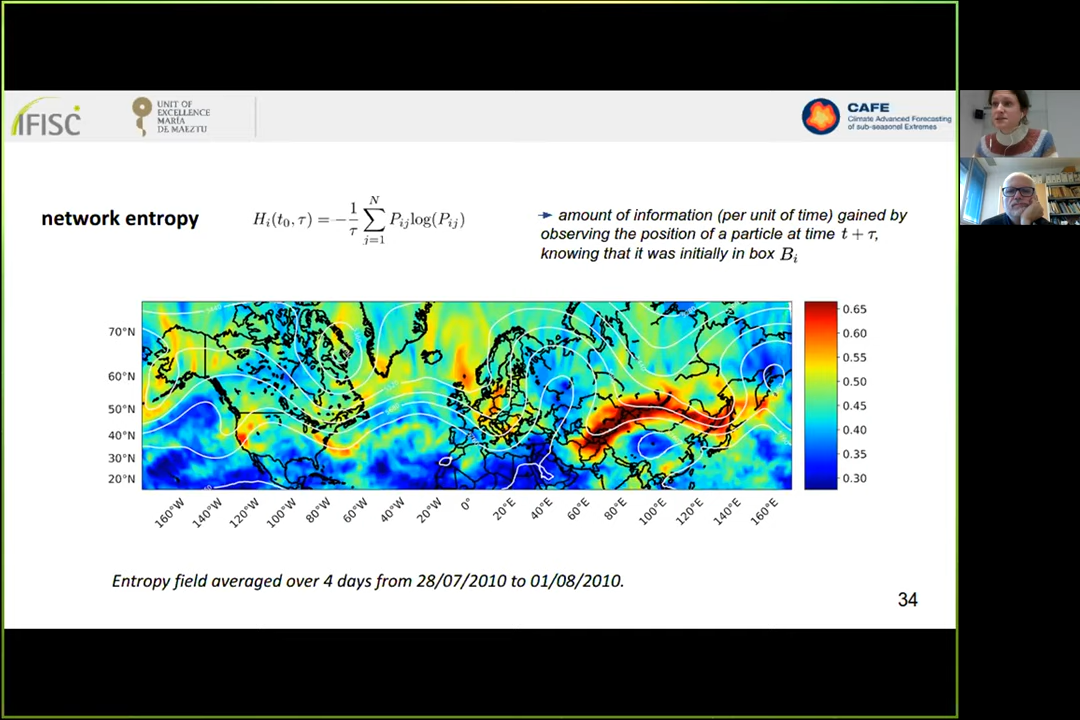 IFISC
UNIT OF
EXCELLENCE
MARÍA
DE MAEZTU
CAFE
Climate Advanced Forecasting
of sub-seasonal Extremes
network entropy
H_i(t_0, τ) = −1/τ ∑_{j=1}^{N} P_{ij}log(P_{ij})
amount of information (per unit of time) gained by
observing the position of a particle at time t + τ,
knowing that it was initially in box B_i
70°N
60°N
50°N
40°N
30°N
20°N
160°W
140°W
120°W
100°W
80°W
60°W
40°W
20°W
0°
20°E
40°E
60°E
80°E
100°E
120°E
140°E
160°E
0.65
0.60
0.55
0.50
0.45
0.40
0.35
0.30
Entropy field averaged over 4 days from 28/07/2010 to 01/08/2010.
34